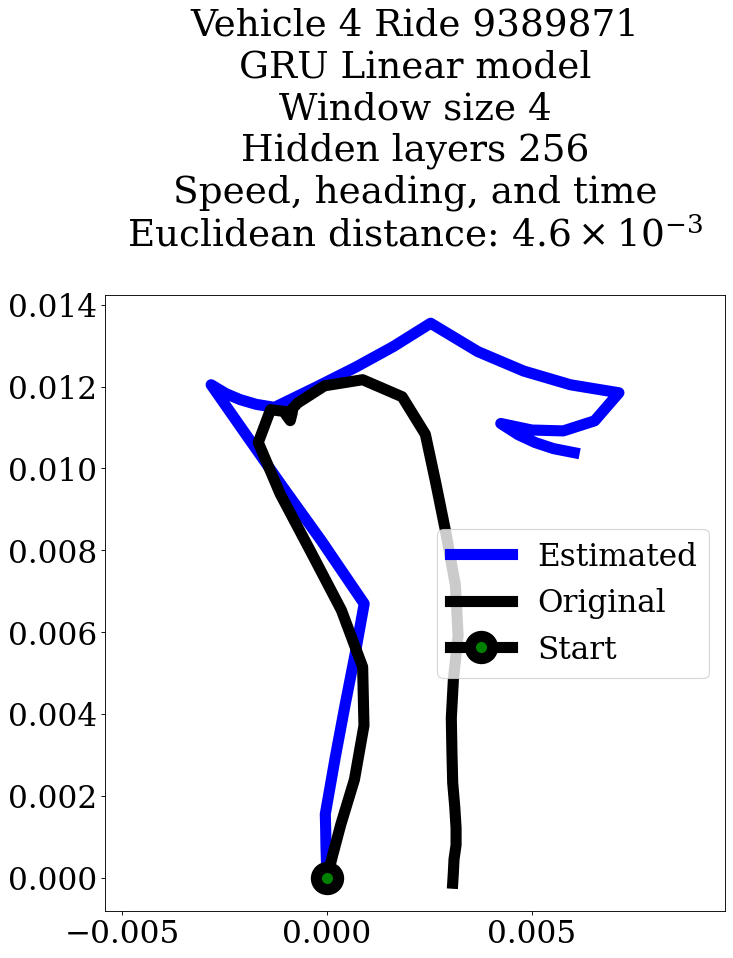 Vehicle 4 Ride 9389871
GRU Linear model
Window size 4
Hidden layers 256
Speed, heading, and time
Euclidean distance: 4.6 × 10⁻³
0.014
0.012
0.010
0.008
0.006
0.004
0.002
0.000
Estimated
Original
Start
−0.005 0.000 0.005